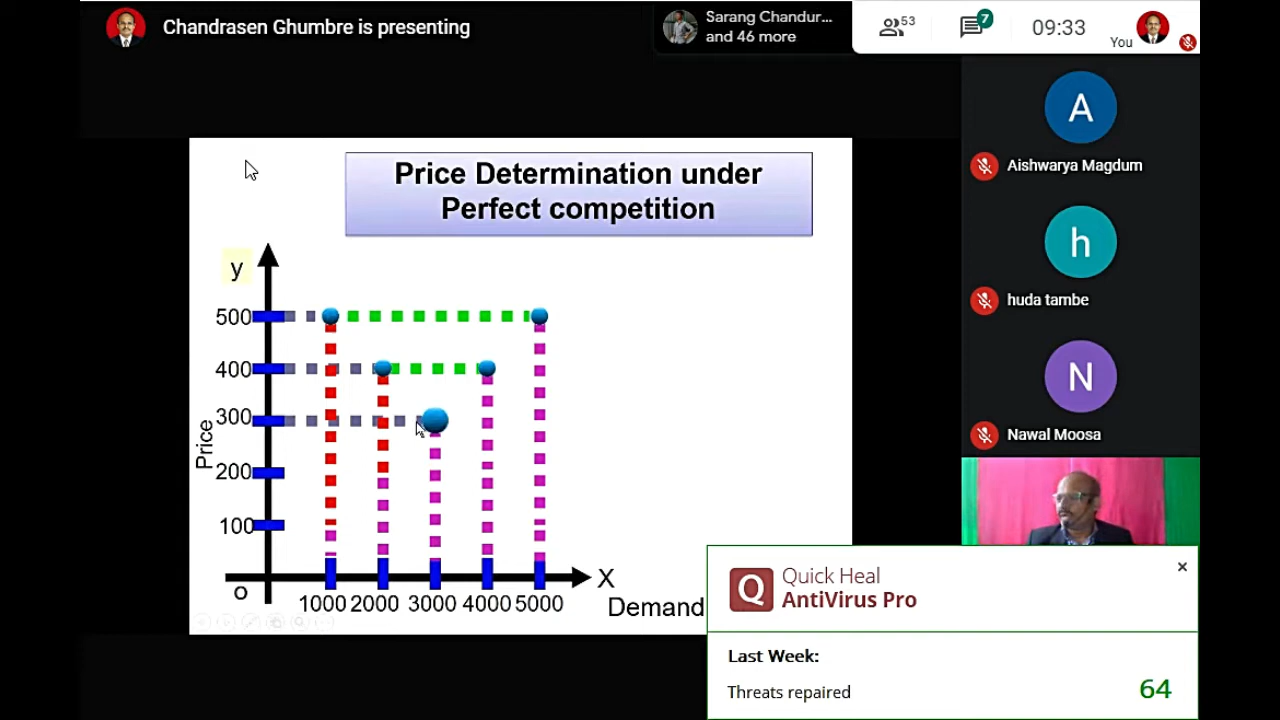 Chandrasen Ghumbre is presenting
Sarang Chandur...
and 46 more
53
7
09:33
You
A
Aishwarya Magdum
h
huda tambe
N
Nawal Moosa
Price Determination under
Perfect competition
y
500
400
300
200
100
Price
o
X
1000 2000 3000 4000 5000
Demand
Q
Quick Heal
AntiVirus Pro
Last Week:
Threats repaired 64